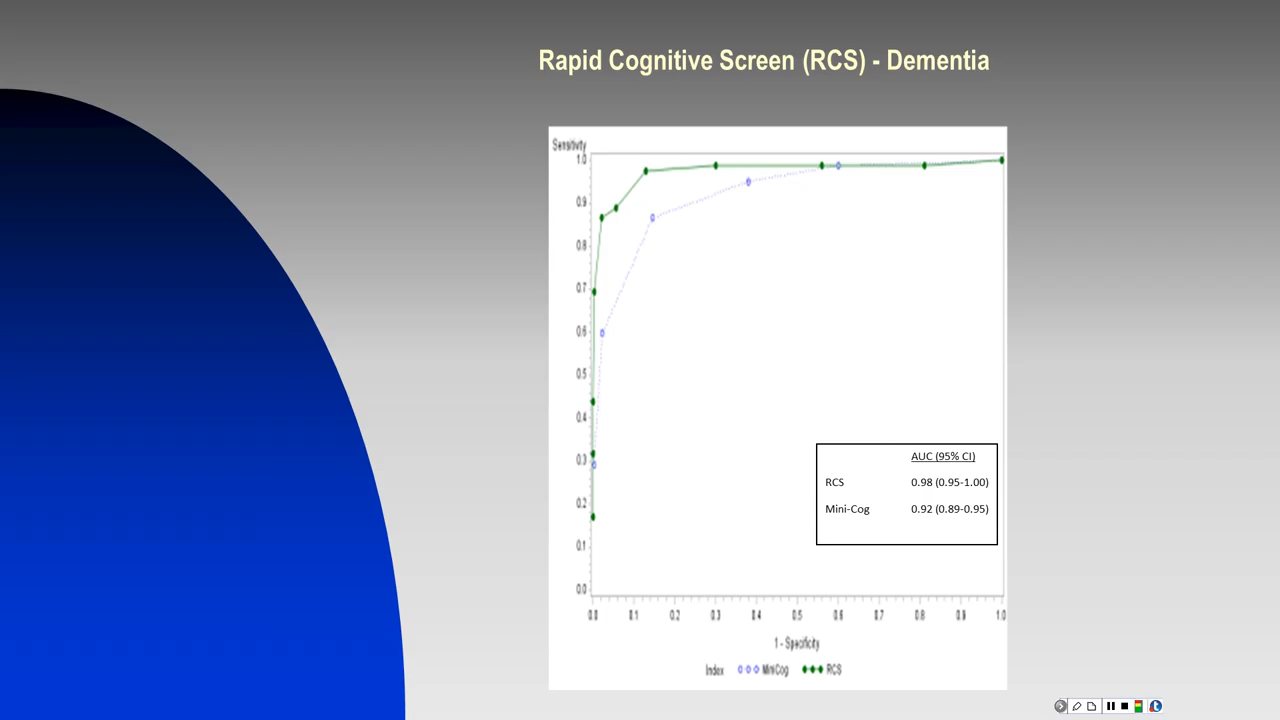 Rapid Cognitive Screen (RCS) - Dementia
Sensitivity
1.0
0.9
0.8
0.7
0.6
0.5
0.4
0.3
0.2
0.1
0.0
AUC (95% CI)
RCS 0.98 (0.95-1.00)
Mini-Cog 0.92 (0.89-0.95)
0.0 0.1 0.2 0.3 0.4 0.5 0.6 0.7 0.8 0.9 1.0
1 - Specificity
Index MiniCog RCS